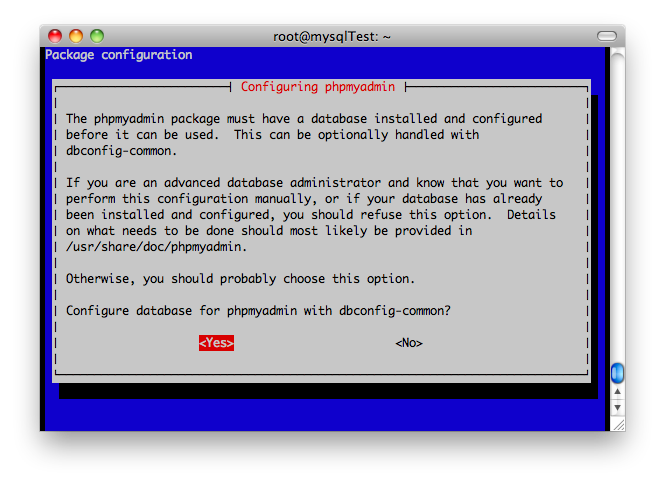 root@mysqlTest: ~
Package configuration
Configuring phpmyadmin
The phpmyadmin package must have a database installed and configured
before it can be used.  This can be optionally handled with
dbconfig-common.
If you are an advanced database administrator and know that you want to
perform this configuration manually, or if your database has already
been installed and configured, you should refuse this option.  Details
on what needs to be done should most likely be provided in
/usr/share/doc/phpmyadmin.
Otherwise, you should probably choose this option.
Configure database for phpmyadmin with dbconfig-common?
<Yes> <No>